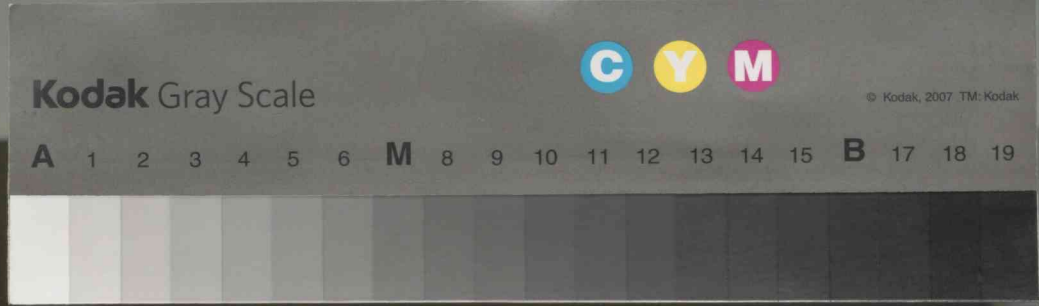 C Y M
Kodak Gray Scale
© Kodak, 2007 TM: Kodak
A 1 2 3 4 5 6 M 8 9 10 11 12 13 14 15 B 17 18 19